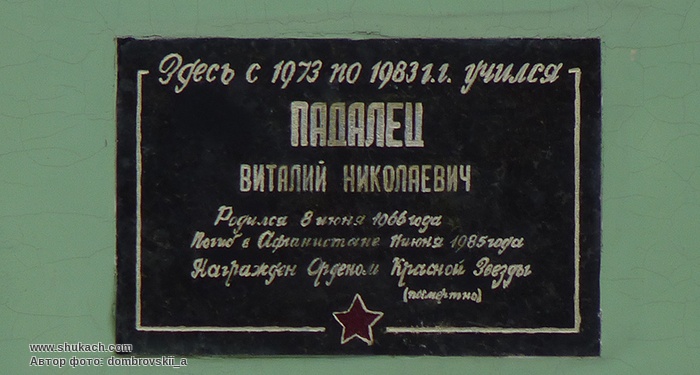 Здесь с 1973 по 1983 г.г. учился
ПАДАЛЕЦ
ВИТАЛИЙ НИКОЛАЕВИЧ
Родился 8 июня 1966 года
Погиб в Афганистане 11 июня 1985 года
Награжден Орденом Красной Звезды
(посмертно)
www.shukach.com
Автор фото: dombrovskii_a